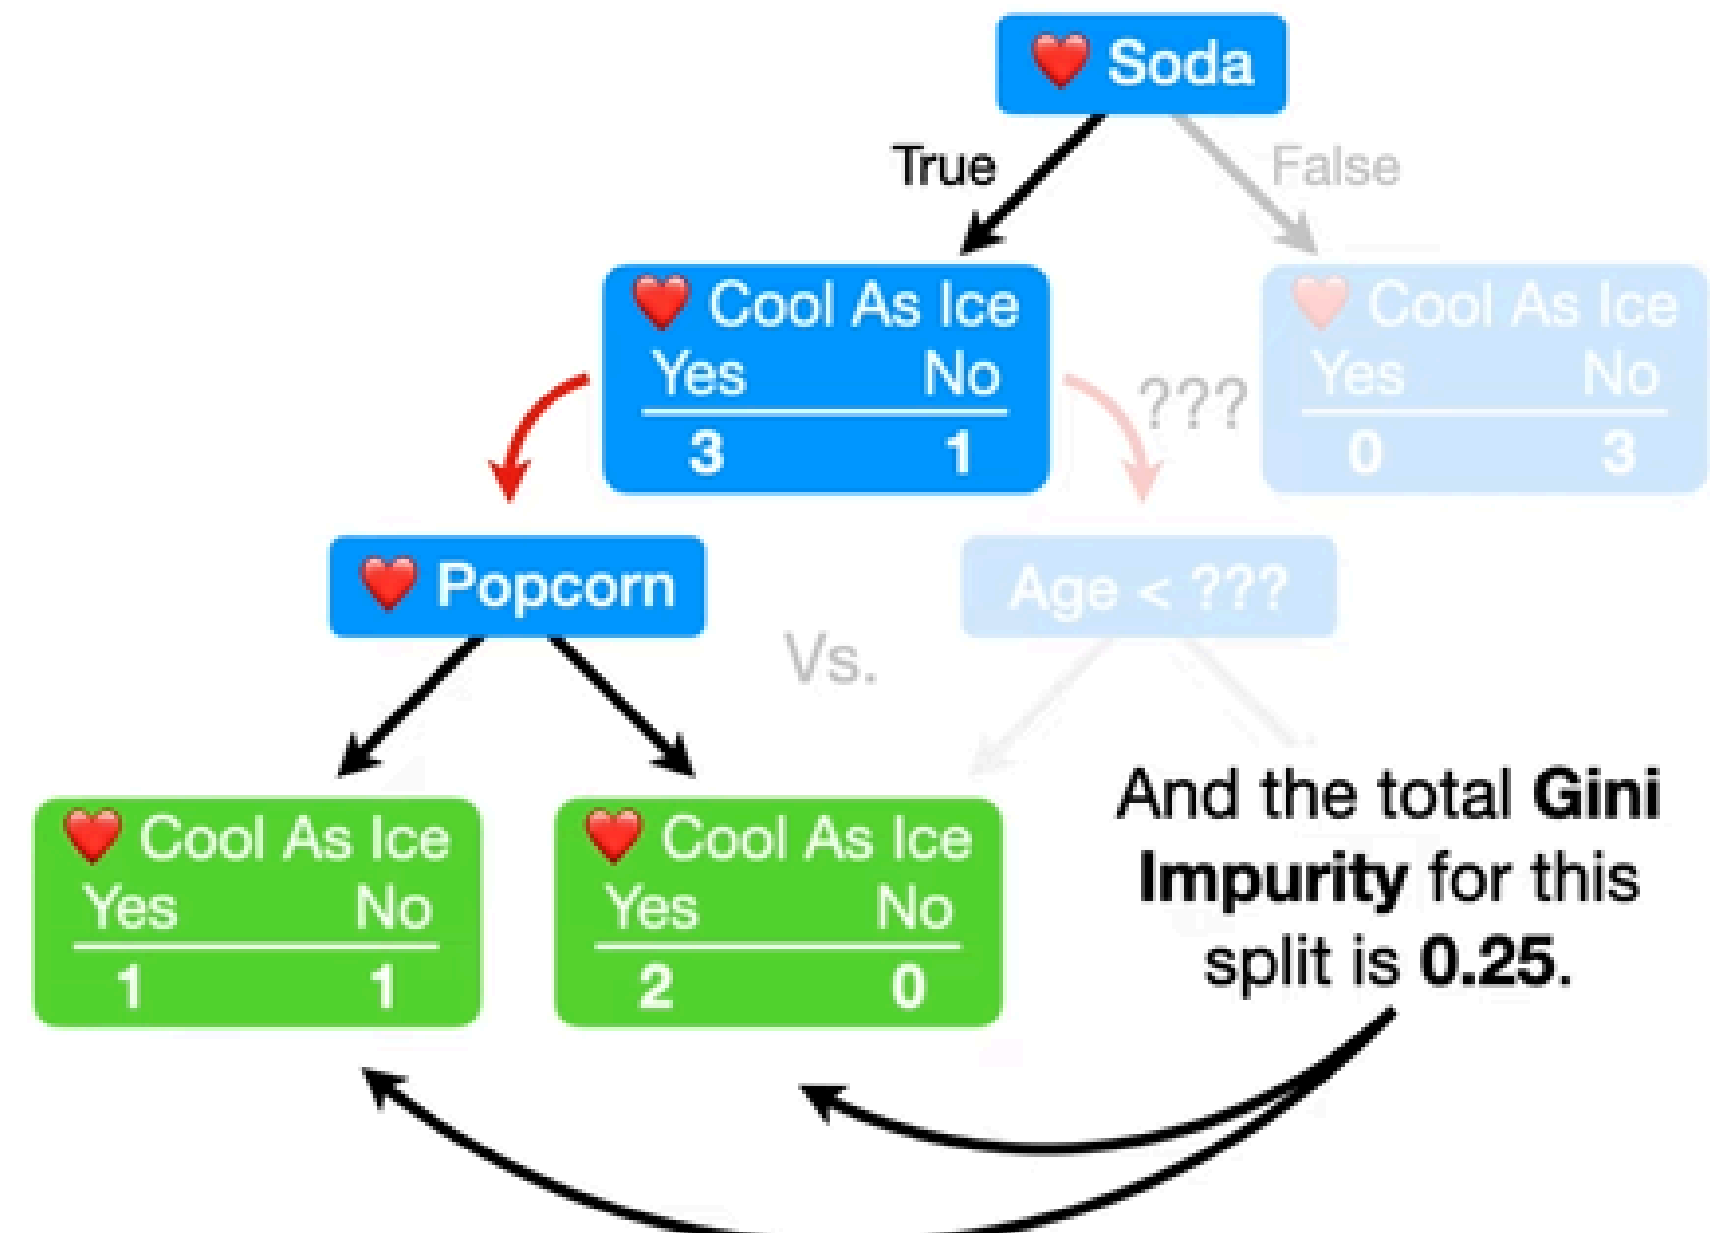 ❤️ Soda
True
False
❤️ Cool As Ice
Yes No
3 1
???
❤️ Cool As Ice
Yes No
0 3
❤️ Popcorn
Vs.
Age < ???
❤️ Cool As Ice
Yes No
1 1
❤️ Cool As Ice
Yes No
2 0
And the total Gini
Impurity for this
split is 0.25.